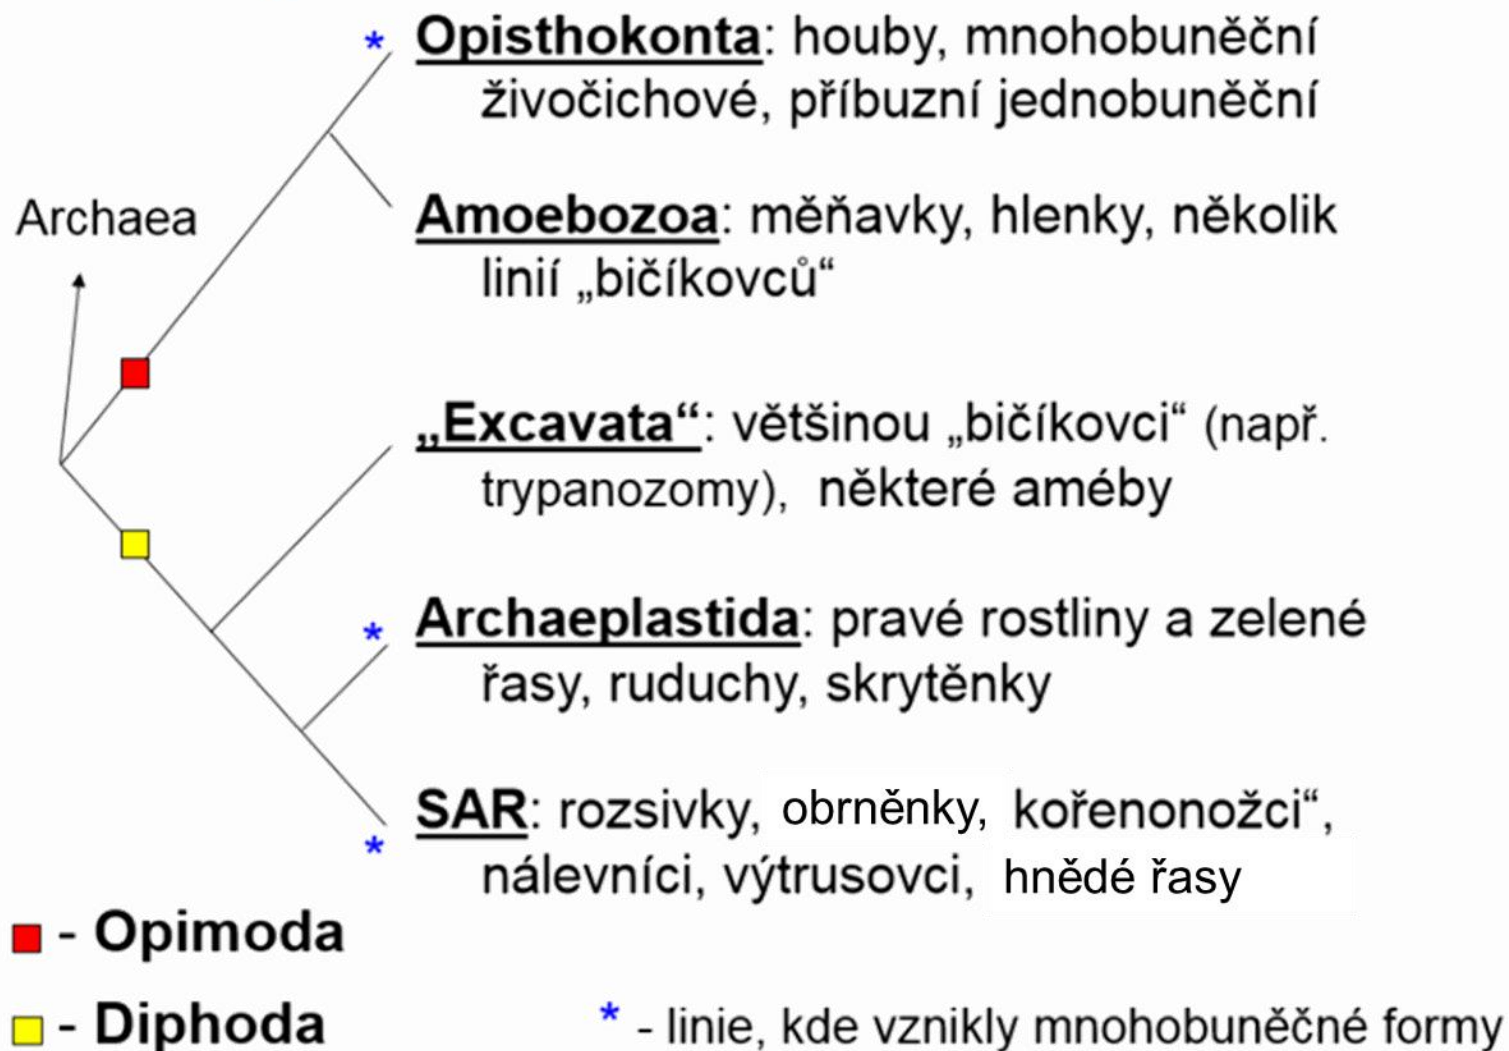 * Opisthokonta: houby, mnohobuněční
živočichové, příbuzní jednobuněční
Archaea
Amoebozoa: měňavky, hlenky, několik
linií „bičíkovců“
„Excavata“: většinou „bičíkovci“ (např.
trypanozomy), některé améby
* Archaeplastida: pravé rostliny a zelené
řasy, ruduchy, skrytěnky
* SAR: rozsivky, obrněnky, kořenonožci“,
nálevníci, výtrusovci, hnědé řasy
- Opimoda
- Diphoda
* - linie, kde vznikly mnohobuněčné formy